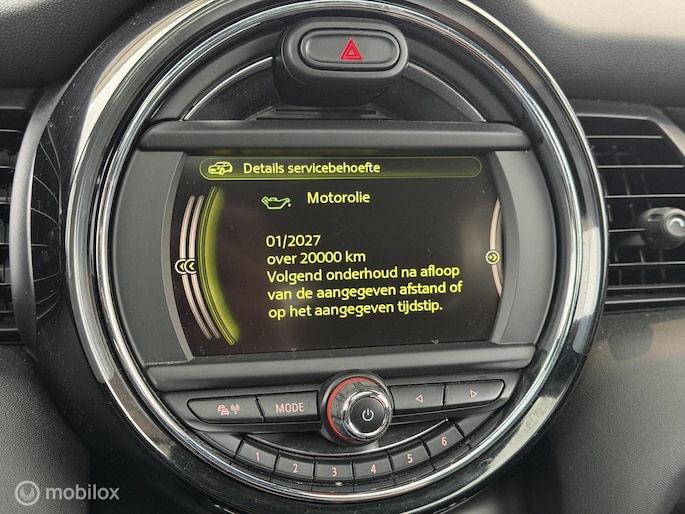 Details servicebehoefte
Motorolie
01/2027
over 20000 km
Volgend onderhoud na afloop
van de aangegeven afstand of
op het aangegeven tijdstip.
MODE
1 2 3 4 5 6
mobilox